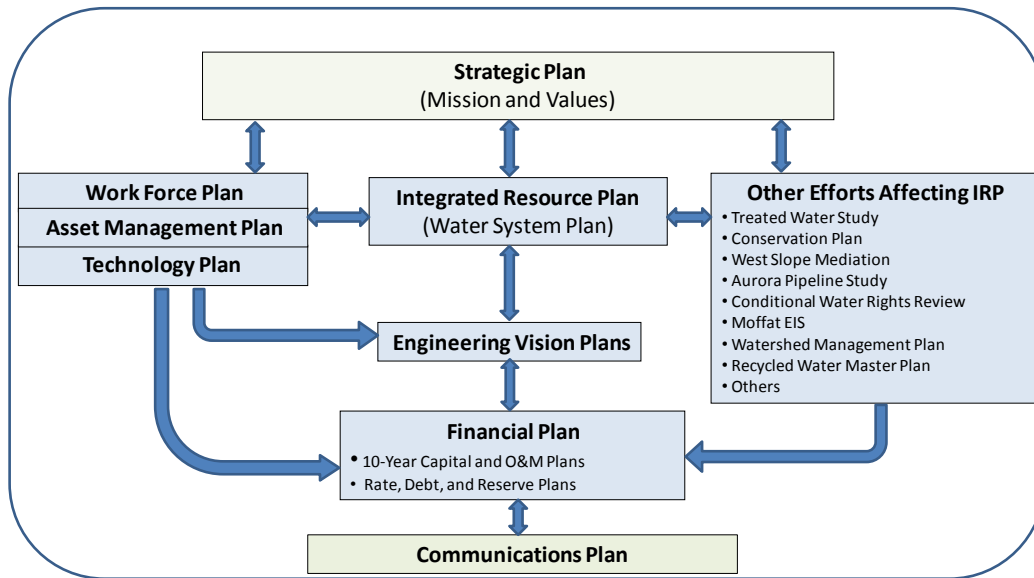 Strategic Plan
(Mission and Values)
Work Force Plan
Asset Management Plan
Technology Plan
Integrated Resource Plan
(Water System Plan)
Other Efforts Affecting IRP
• Treated Water Study
• Conservation Plan
• West Slope Mediation
• Aurora Pipeline Study
• Conditional Water Rights Review
• Moffat EIS
• Watershed Management Plan
• Recycled Water Master Plan
• Others
Engineering Vision Plans
Financial Plan
• 10-Year Capital and O&M Plans
• Rate, Debt, and Reserve Plans
Communications Plan